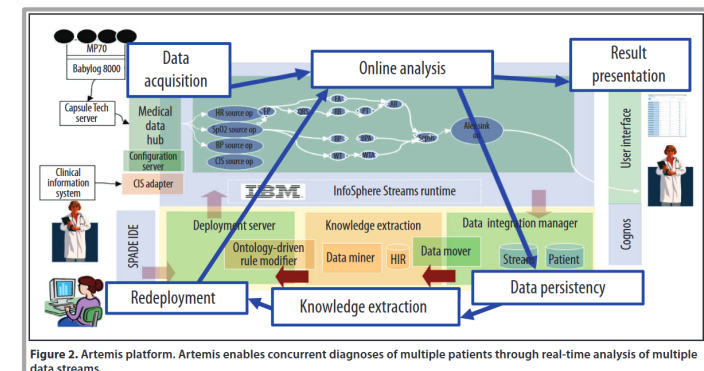 MP70
Babylog 8000
Data
acquisition
Online analysis
Result
presentation
Capsule Tech
server
Medical
data
hub
HR source op
SpO2 source op
BP source op
CIS source op
Configuration
server
User interface
Clinical
information
system
CIS adapter
IBM
InfoSphere Streams runtime
SPADE IDE
Deployment server
Knowledge extraction
Data integration manager
Cognos
Ontology-driven
rule modifier
Data miner
HIR
Data mover
Stream
Patient
Redeployment
Knowledge extraction
Data persistency
Figure 2. Artemis platform. Artemis enables concurrent diagnoses of multiple patients through real-time analysis of multiple
data streams